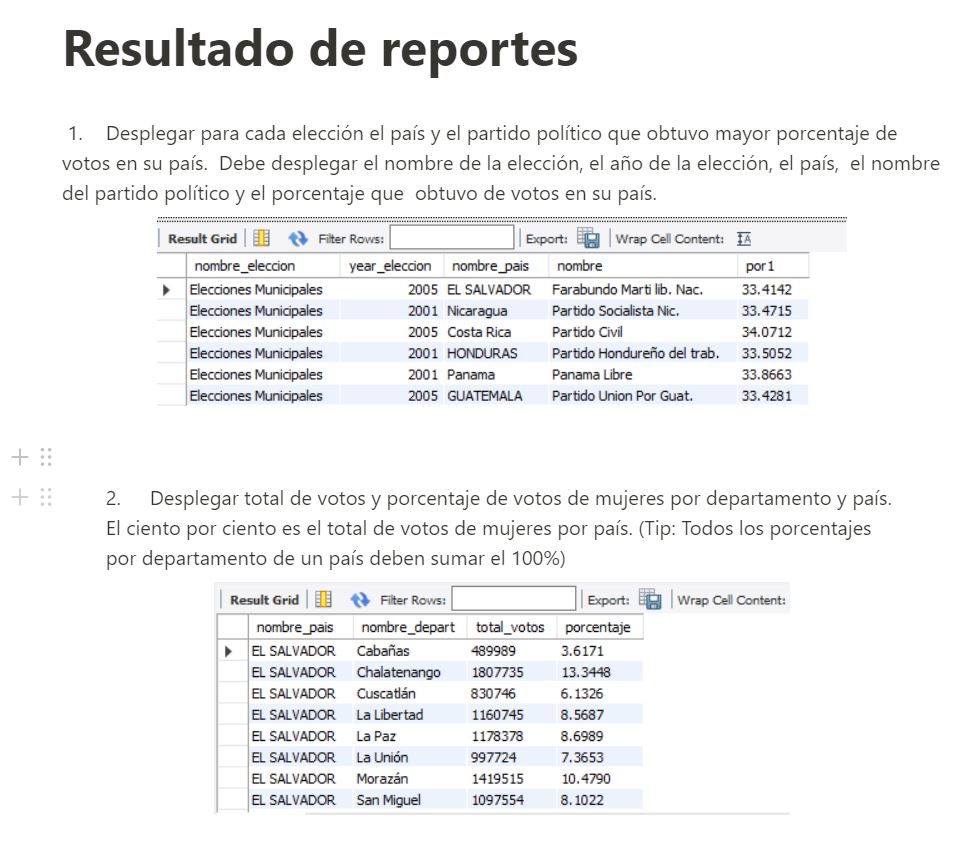 Resultado de reportes
1. Desplegar para cada elección el país y el partido político que obtuvo mayor porcentaje de
votos en su país. Debe desplegar el nombre de la elección, el año de la elección, el país, el nombre
del partido político y el porcentaje que obtuvo de votos en su país.
Result Grid Filter Rows: Export: Wrap Cell Content: IA
nombre_eleccion year_eleccion nombre_pais nombre por1
Elecciones Municipales 2005 EL SALVADOR Farabundo Marti lib. Nac. 33.4142
Elecciones Municipales 2001 Nicaragua Partido Socialista Nic. 33.4715
Elecciones Municipales 2005 Costa Rica Partido Civil 34.0712
Elecciones Municipales 2001 HONDURAS Partido Hondureño del trab. 33.5052
Elecciones Municipales 2001 Panama Panama Libre 33.8663
Elecciones Municipales 2005 GUATEMALA Partido Union Por Guat. 33.4281
2. Desplegar total de votos y porcentaje de votos de mujeres por departamento y país.
El ciento por ciento es el total de votos de mujeres por país. (Tip: Todos los porcentajes
por departamento de un país deben sumar el 100%)
Result Grid Filter Rows: Export: Wrap Cell Content:
nombre_pais nombre_depart total_votos porcentaje
EL SALVADOR Cabañas 489989 3.6171
EL SALVADOR Chalatenango 1807735 13.3448
EL SALVADOR Cuscatlán 830746 6.1326
EL SALVADOR La Libertad 1160745 8.5687
EL SALVADOR La Paz 1178378 8.6989
EL SALVADOR La Unión 997724 7.3653
EL SALVADOR Morazán 1419515 10.4790
EL SALVADOR San Miguel 1097554 8.1022